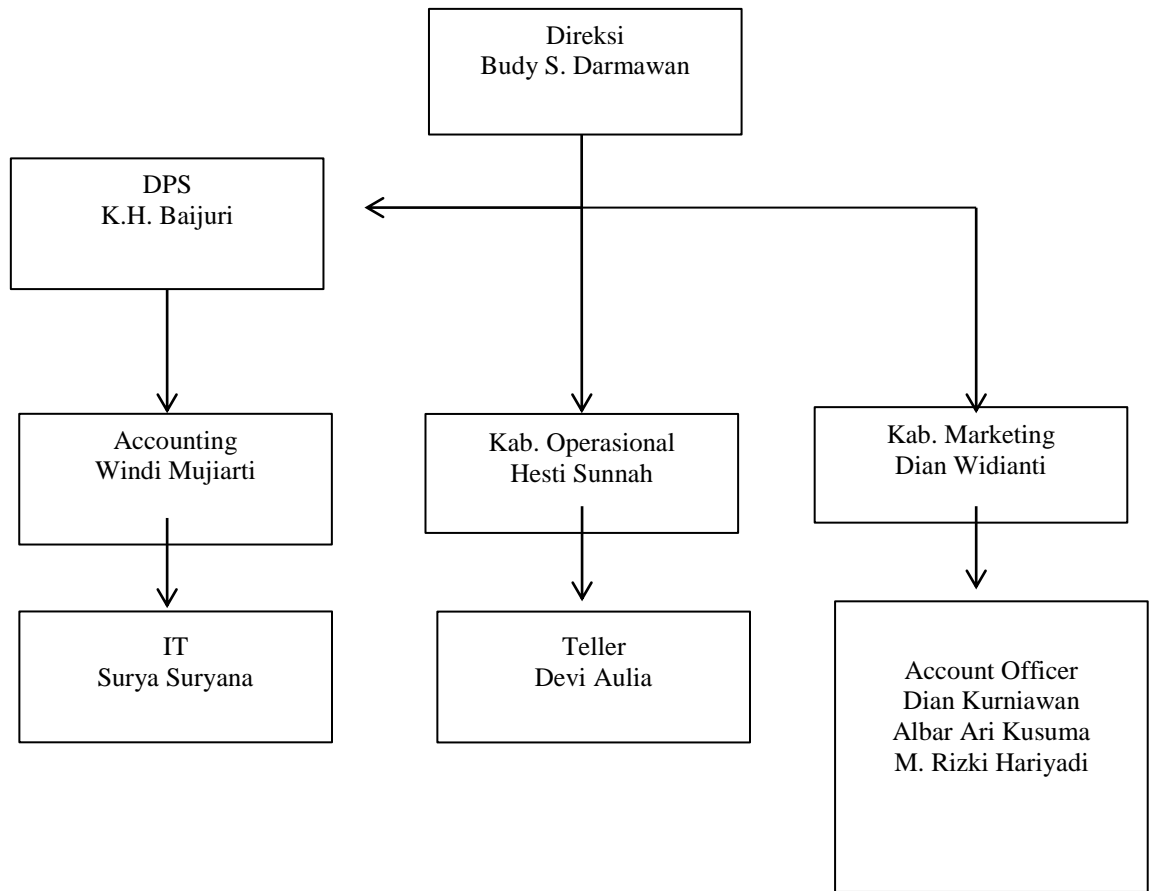 Direksi
Budy S. Darmawan
DPS
K.H. Baijuri
Accounting
Windi Mujiarti
Kab. Operasional
Hesti Sunnah
Kab. Marketing
Dian Widianti
IT
Surya Suryana
Teller
Devi Aulia
Account Officer
Dian Kurniawan
Albar Ari Kusuma
M. Rizki Hariyadi